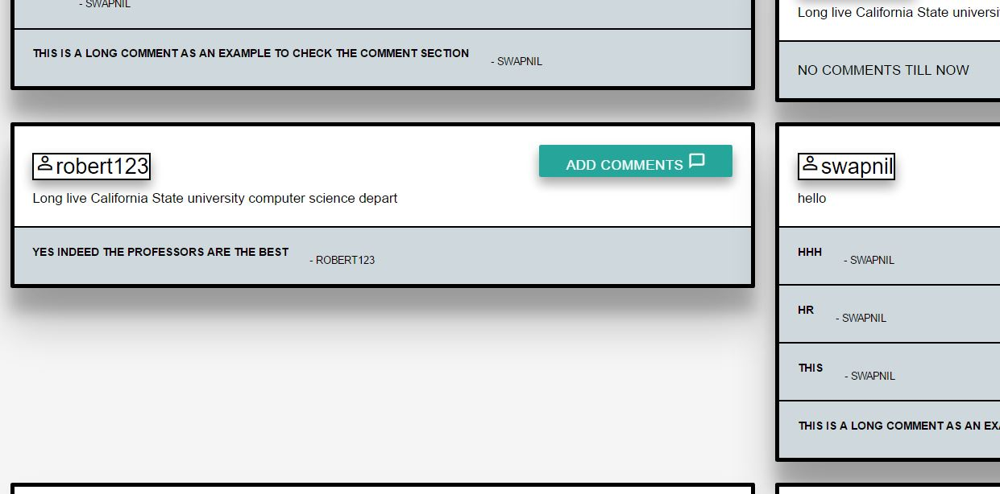 - SWAPNIL
THIS IS A LONG COMMENT AS AN EXAMPLE TO CHECK THE COMMENT SECTION
- SWAPNIL
robert123
ADD COMMENTS
Long live California State university computer science depart
YES INDEED THE PROFESSORS ARE THE BEST
- ROBERT123
Long live California State universi
NO COMMENTS TILL NOW
swapnil
hello
HHH
- SWAPNIL
HR
- SWAPNIL
THIS
- SWAPNIL
THIS IS A LONG COMMENT AS AN EXA